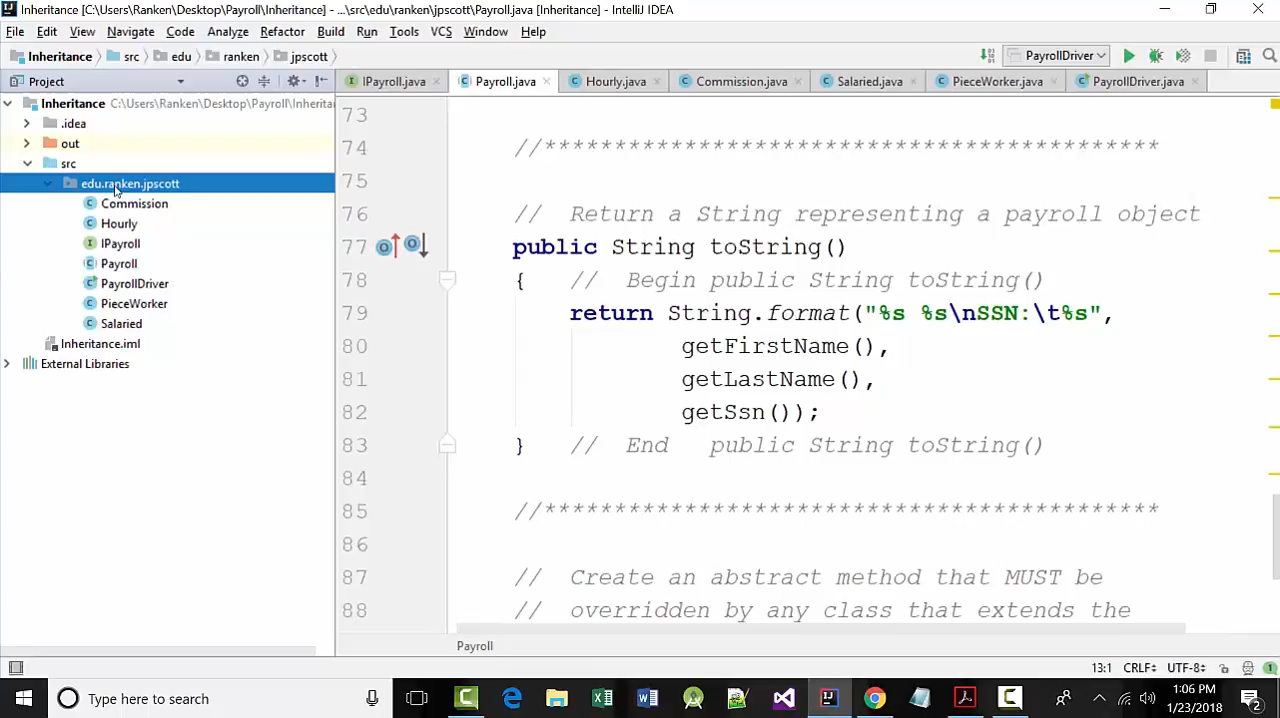 Inheritance [C:\Users\Ranken\Desktop\Payroll\Inheritance] - ...\src\edu\ranken\jpscott\Payroll.java [Inheritance] - IntelliJ IDEA
File Edit View Navigate Code Analyze Refactor Build Run Tools VCS Window Help
Inheritance src edu ranken jpscott PayrollDriver
Project IPayroll.java Payroll.java Hourly.java Commission.java Salaried.java PieceWorker.java PayrollDriver.java
Inheritance C:\Users\Ranken\Desktop\Payroll\Inherita
.idea
out
src
edu.ranken.jpscott
Commission
Hourly
IPayroll
Payroll
PayrollDriver
PieceWorker
Salaried
Inheritance.iml
External Libraries
73
74 //********************************************
75
76 // Return a String representing a payroll object
77 public String toString()
78 { // Begin public String toString()
79 return String.format("%s %s\nSSN:\t%s",
80 getFirstName(),
81 getLastName(),
82 getSsn());
83 } // End public String toString()
84
85 //********************************************
86
87 // Create an abstract method that MUST be
88 // overridden by any class that extends the
Payroll
13:1 CRLF UTF-8
Type here to search
1:06 PM
1/23/2018